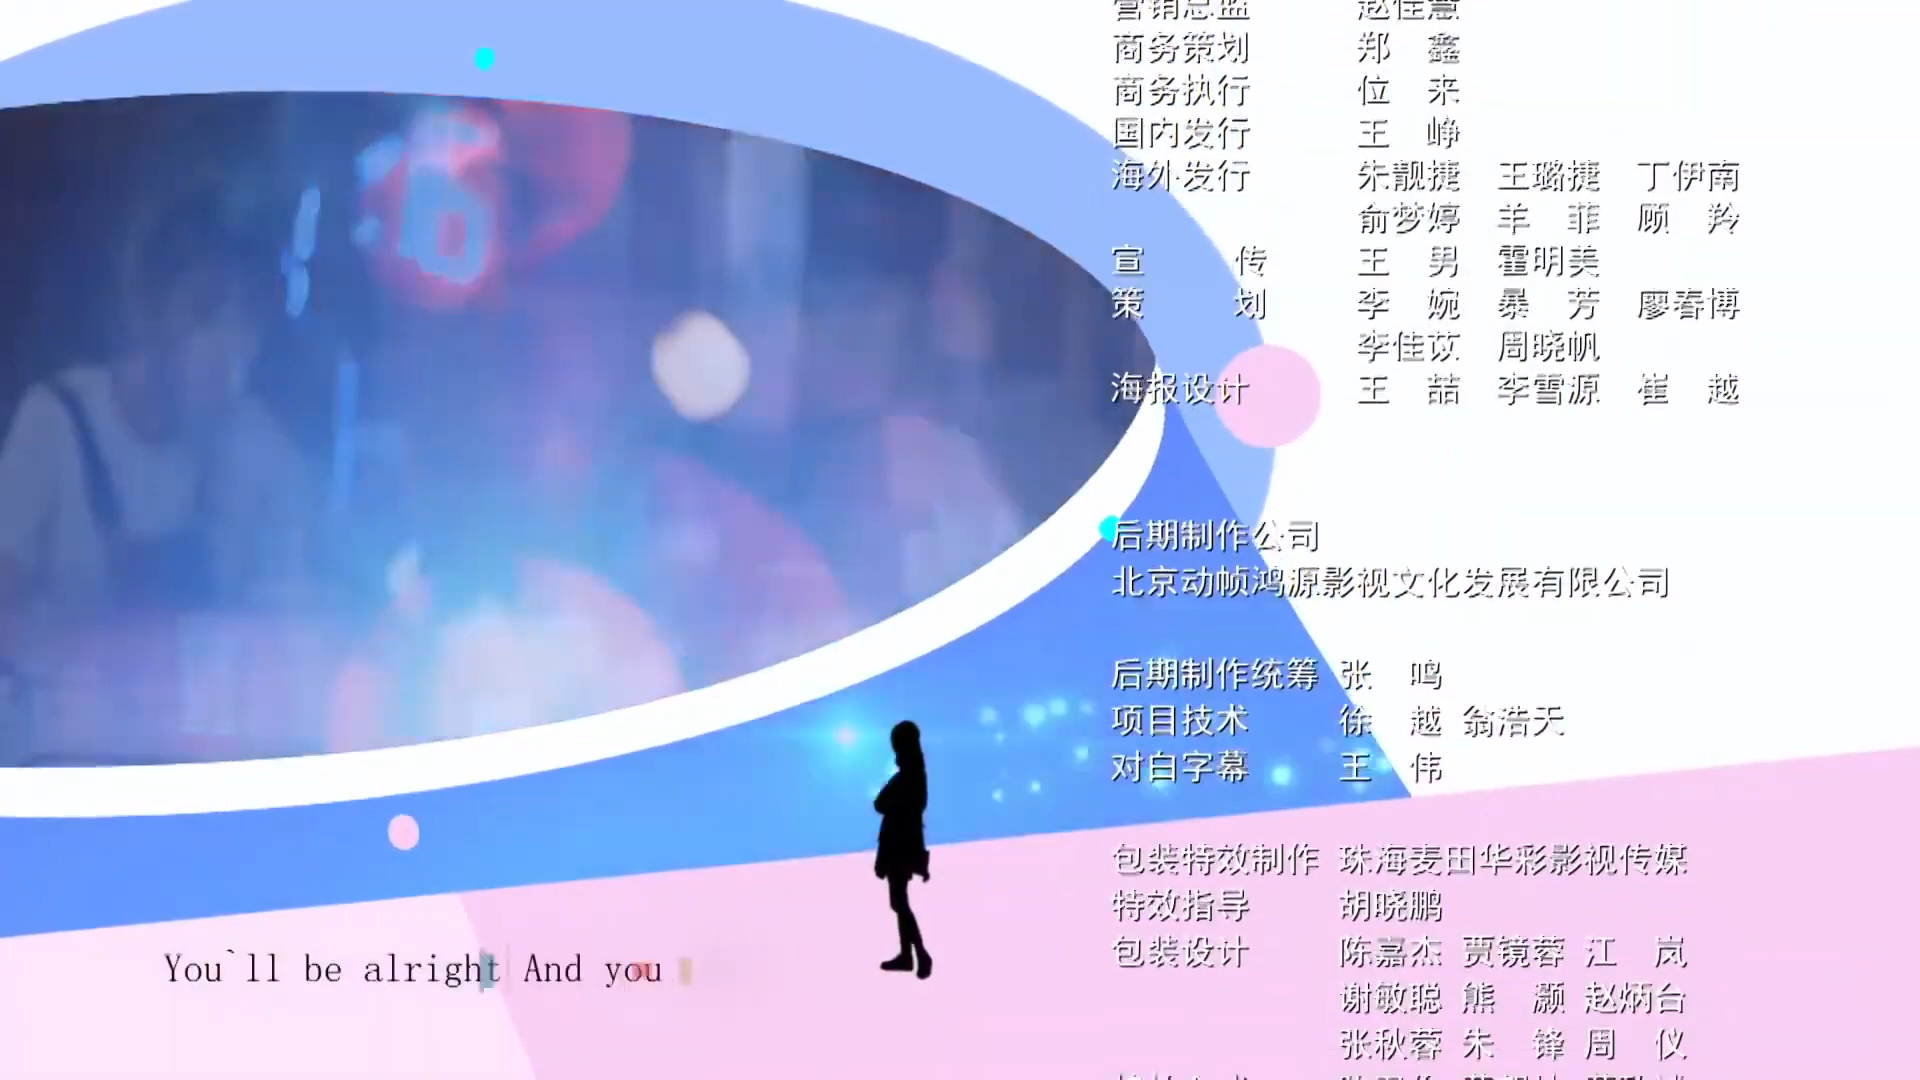 营销总监 赵佳慧
商务策划 郑 鑫
商务执行 位 来
国内发行 王 峥
海外发行 朱靓捷 王璐捷 丁伊南
俞梦婷 羊 菲 顾 羚
宣 传 王 男 霍明美
策 划 李 婉 暴 芳 廖春博
李佳苡 周晓帆
海报设计 王 喆 李雪源 崔 越
后期制作公司
北京动帧鸿源影视文化发展有限公司
后期制作统筹 张 鸣
项目技术 徐 越 翁浩天
对白字幕 王 伟
包装特效制作 珠海麦田华彩影视传媒
特效指导 胡晓鹏
包装设计 陈嘉杰 贾镜蓉 江 岚
谢敏聪 熊 灏 赵炳台
张秋蓉 朱 锋 周 仪
You`ll be alright And you